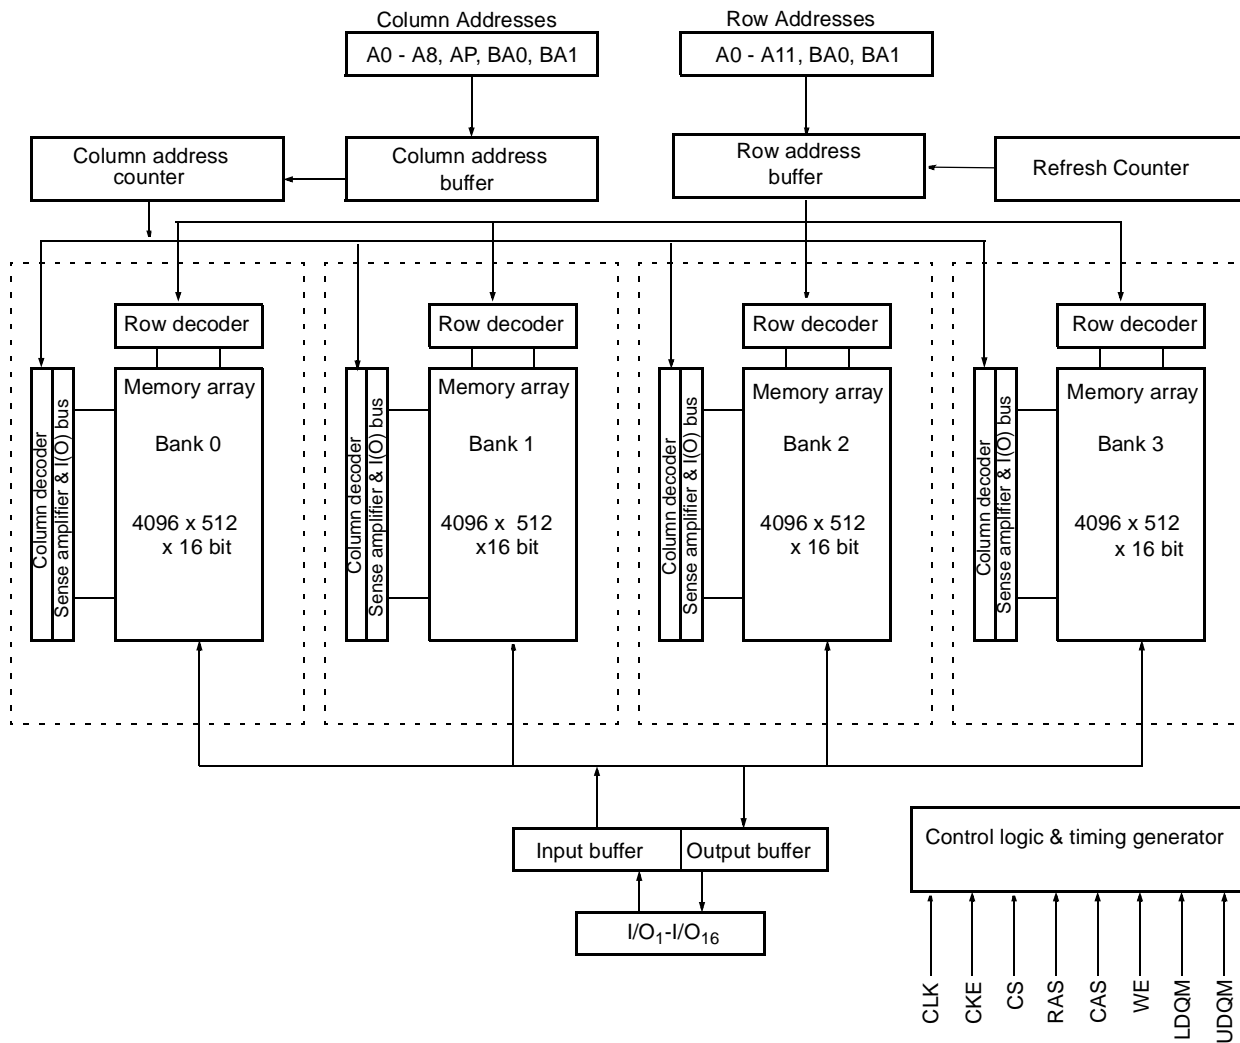 Column Addresses
A0 - A8, AP, BA0, BA1
Row Addresses
A0 - A11, BA0, BA1
Column address
counter
Column address
buffer
Row address
buffer
Refresh Counter
Row decoder
Row decoder
Row decoder
Row decoder
Column decoder
Sense amplifier & I(O) bus
Memory array
Bank 0
4096 x 512
x 16 bit
Column decoder
Sense amplifier & I(O) bus
Memory array
Bank 1
4096 x  512
x16 bit
Column decoder
Sense amplifier & I(O) bus
Memory array
Bank 2
4096 x 512
x 16 bit
Column decoder
Sense amplifier & I(O) bus
Memory array
Bank 3
4096 x 512
x 16 bit
Input buffer
Output buffer
I/O1-I/O16
Control logic & timing generator
CLK
CKE
CS
RAS
CAS
WE
LDQM
UDQM